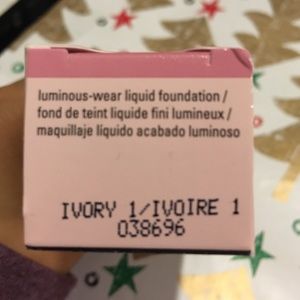 luminous-wear liquid foundation /
fond de teint liquide fini lumineux /
maquillaje líquido acabado luminoso
IVORY 1/IVOIRE 1
038696